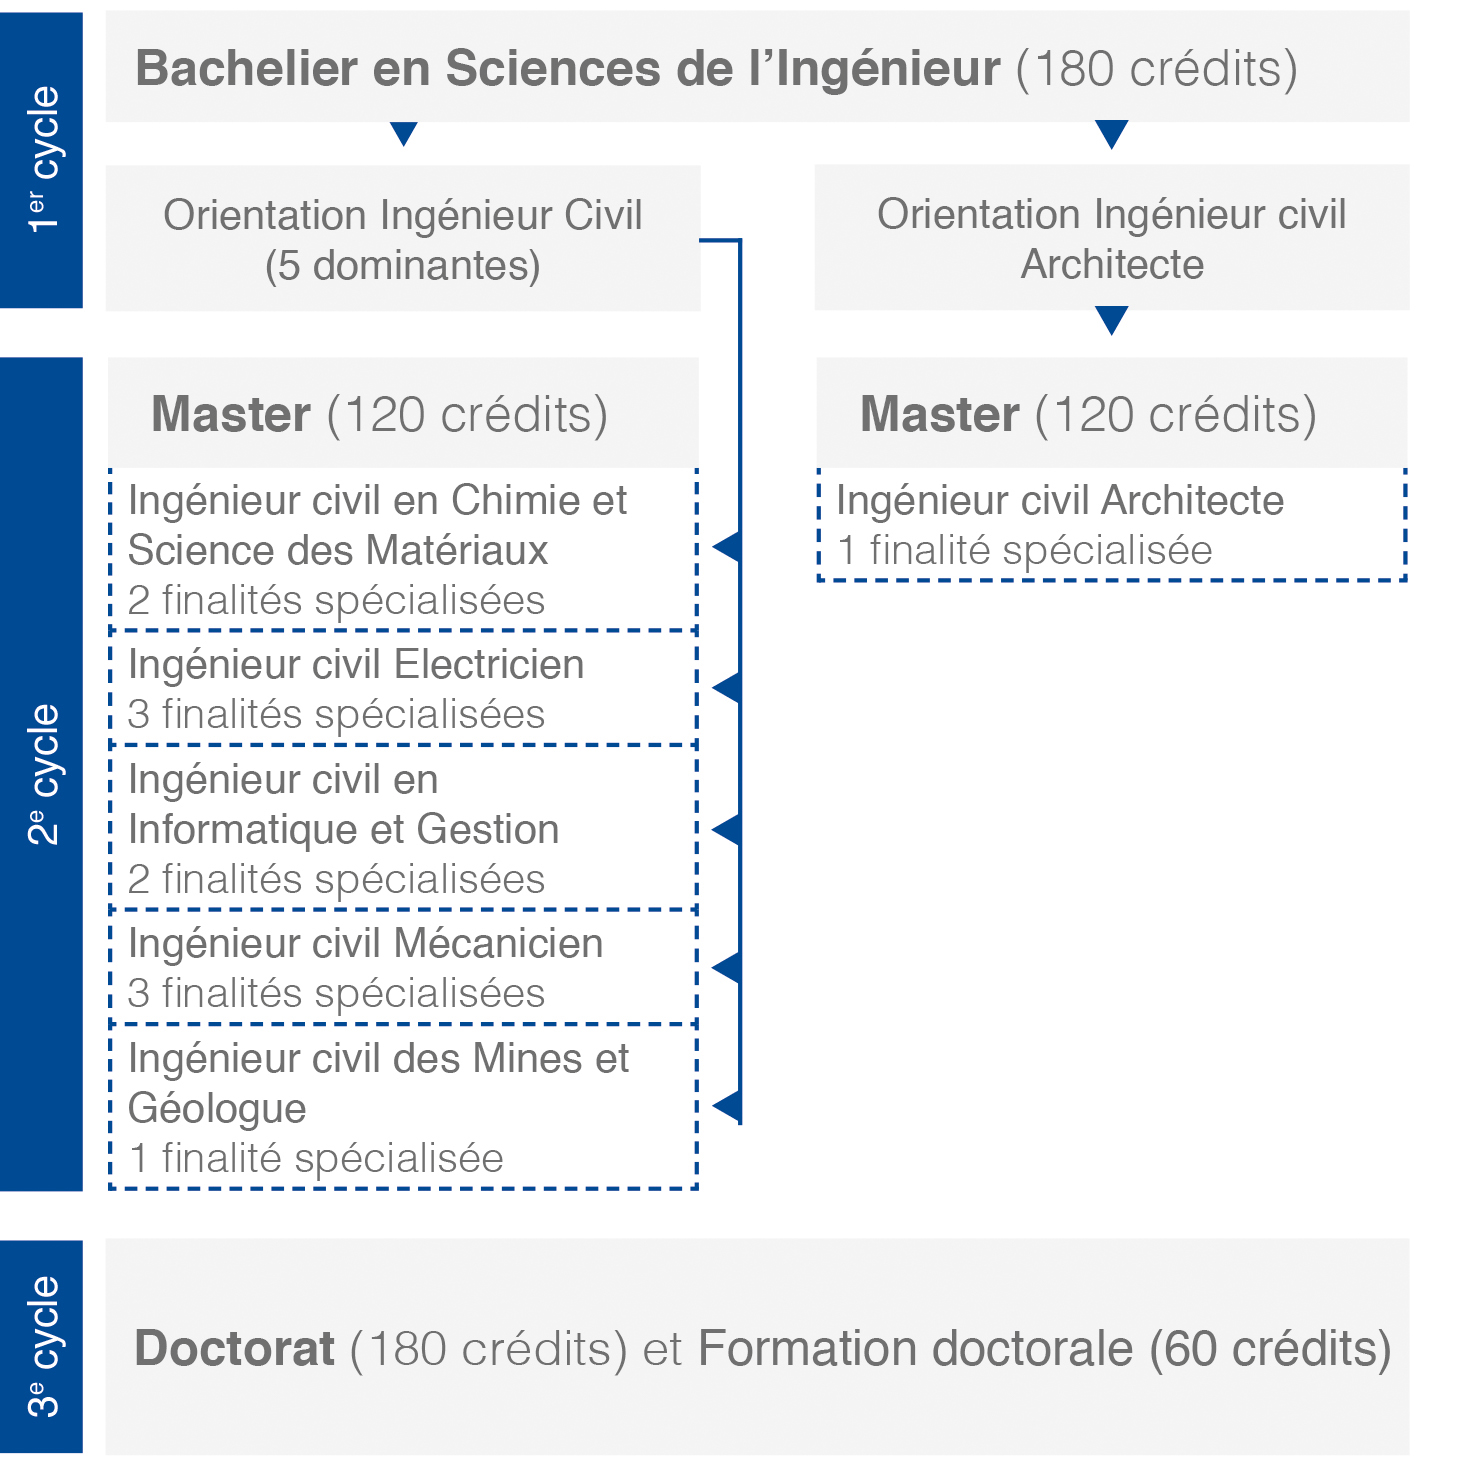 1er cycle
Bachelier en Sciences de l’Ingénieur (180 crédits)
Orientation Ingénieur Civil
(5 dominantes)
Orientation Ingénieur civil
Architecte
2e cycle
Master (120 crédits)
Ingénieur civil en Chimie et
Science des Matériaux
2 finalités spécialisées
Ingénieur civil Electricien
3 finalités spécialisées
Ingénieur civil en
Informatique et Gestion
2 finalités spécialisées
Ingénieur civil Mécanicien
3 finalités spécialisées
Ingénieur civil des Mines et
Géologue
1 finalité spécialisée
Master (120 crédits)
Ingénieur civil Architecte
1 finalité spécialisée
3e cycle
Doctorat (180 crédits) et Formation doctorale (60 crédits)